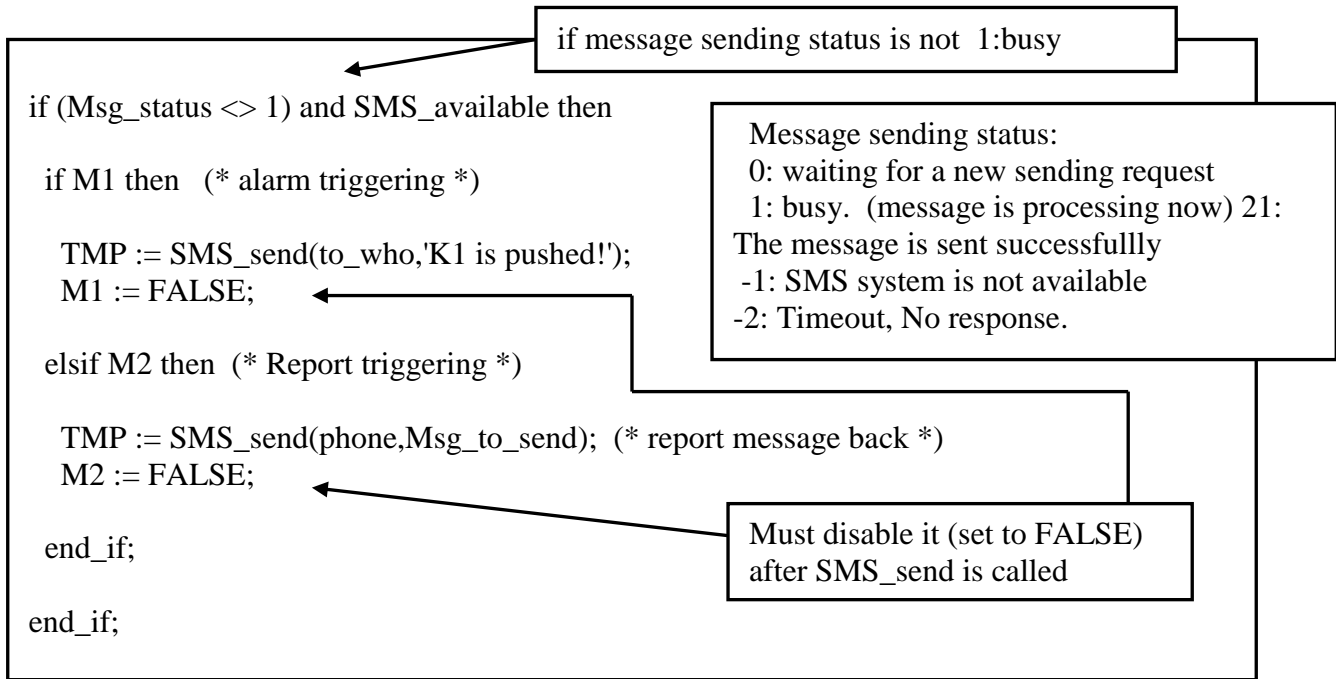 if message sending status is not 1:busy
if (Msg_status <> 1) and SMS_available then
if M1 then (* alarm triggering *)
TMP := SMS_send(to_who,'K1 is pushed!');
M1 := FALSE;
elsif M2 then (* Report triggering *)
TMP := SMS_send(phone,Msg_to_send); (* report message back *)
M2 := FALSE;
end_if;
end_if;
Message sending status:
0: waiting for a new sending request
1: busy. (message is processing now) 21:
The message is sent successfullly
-1: SMS system is not available
-2: Timeout, No response.
Must disable it (set to FALSE)
after SMS_send is called